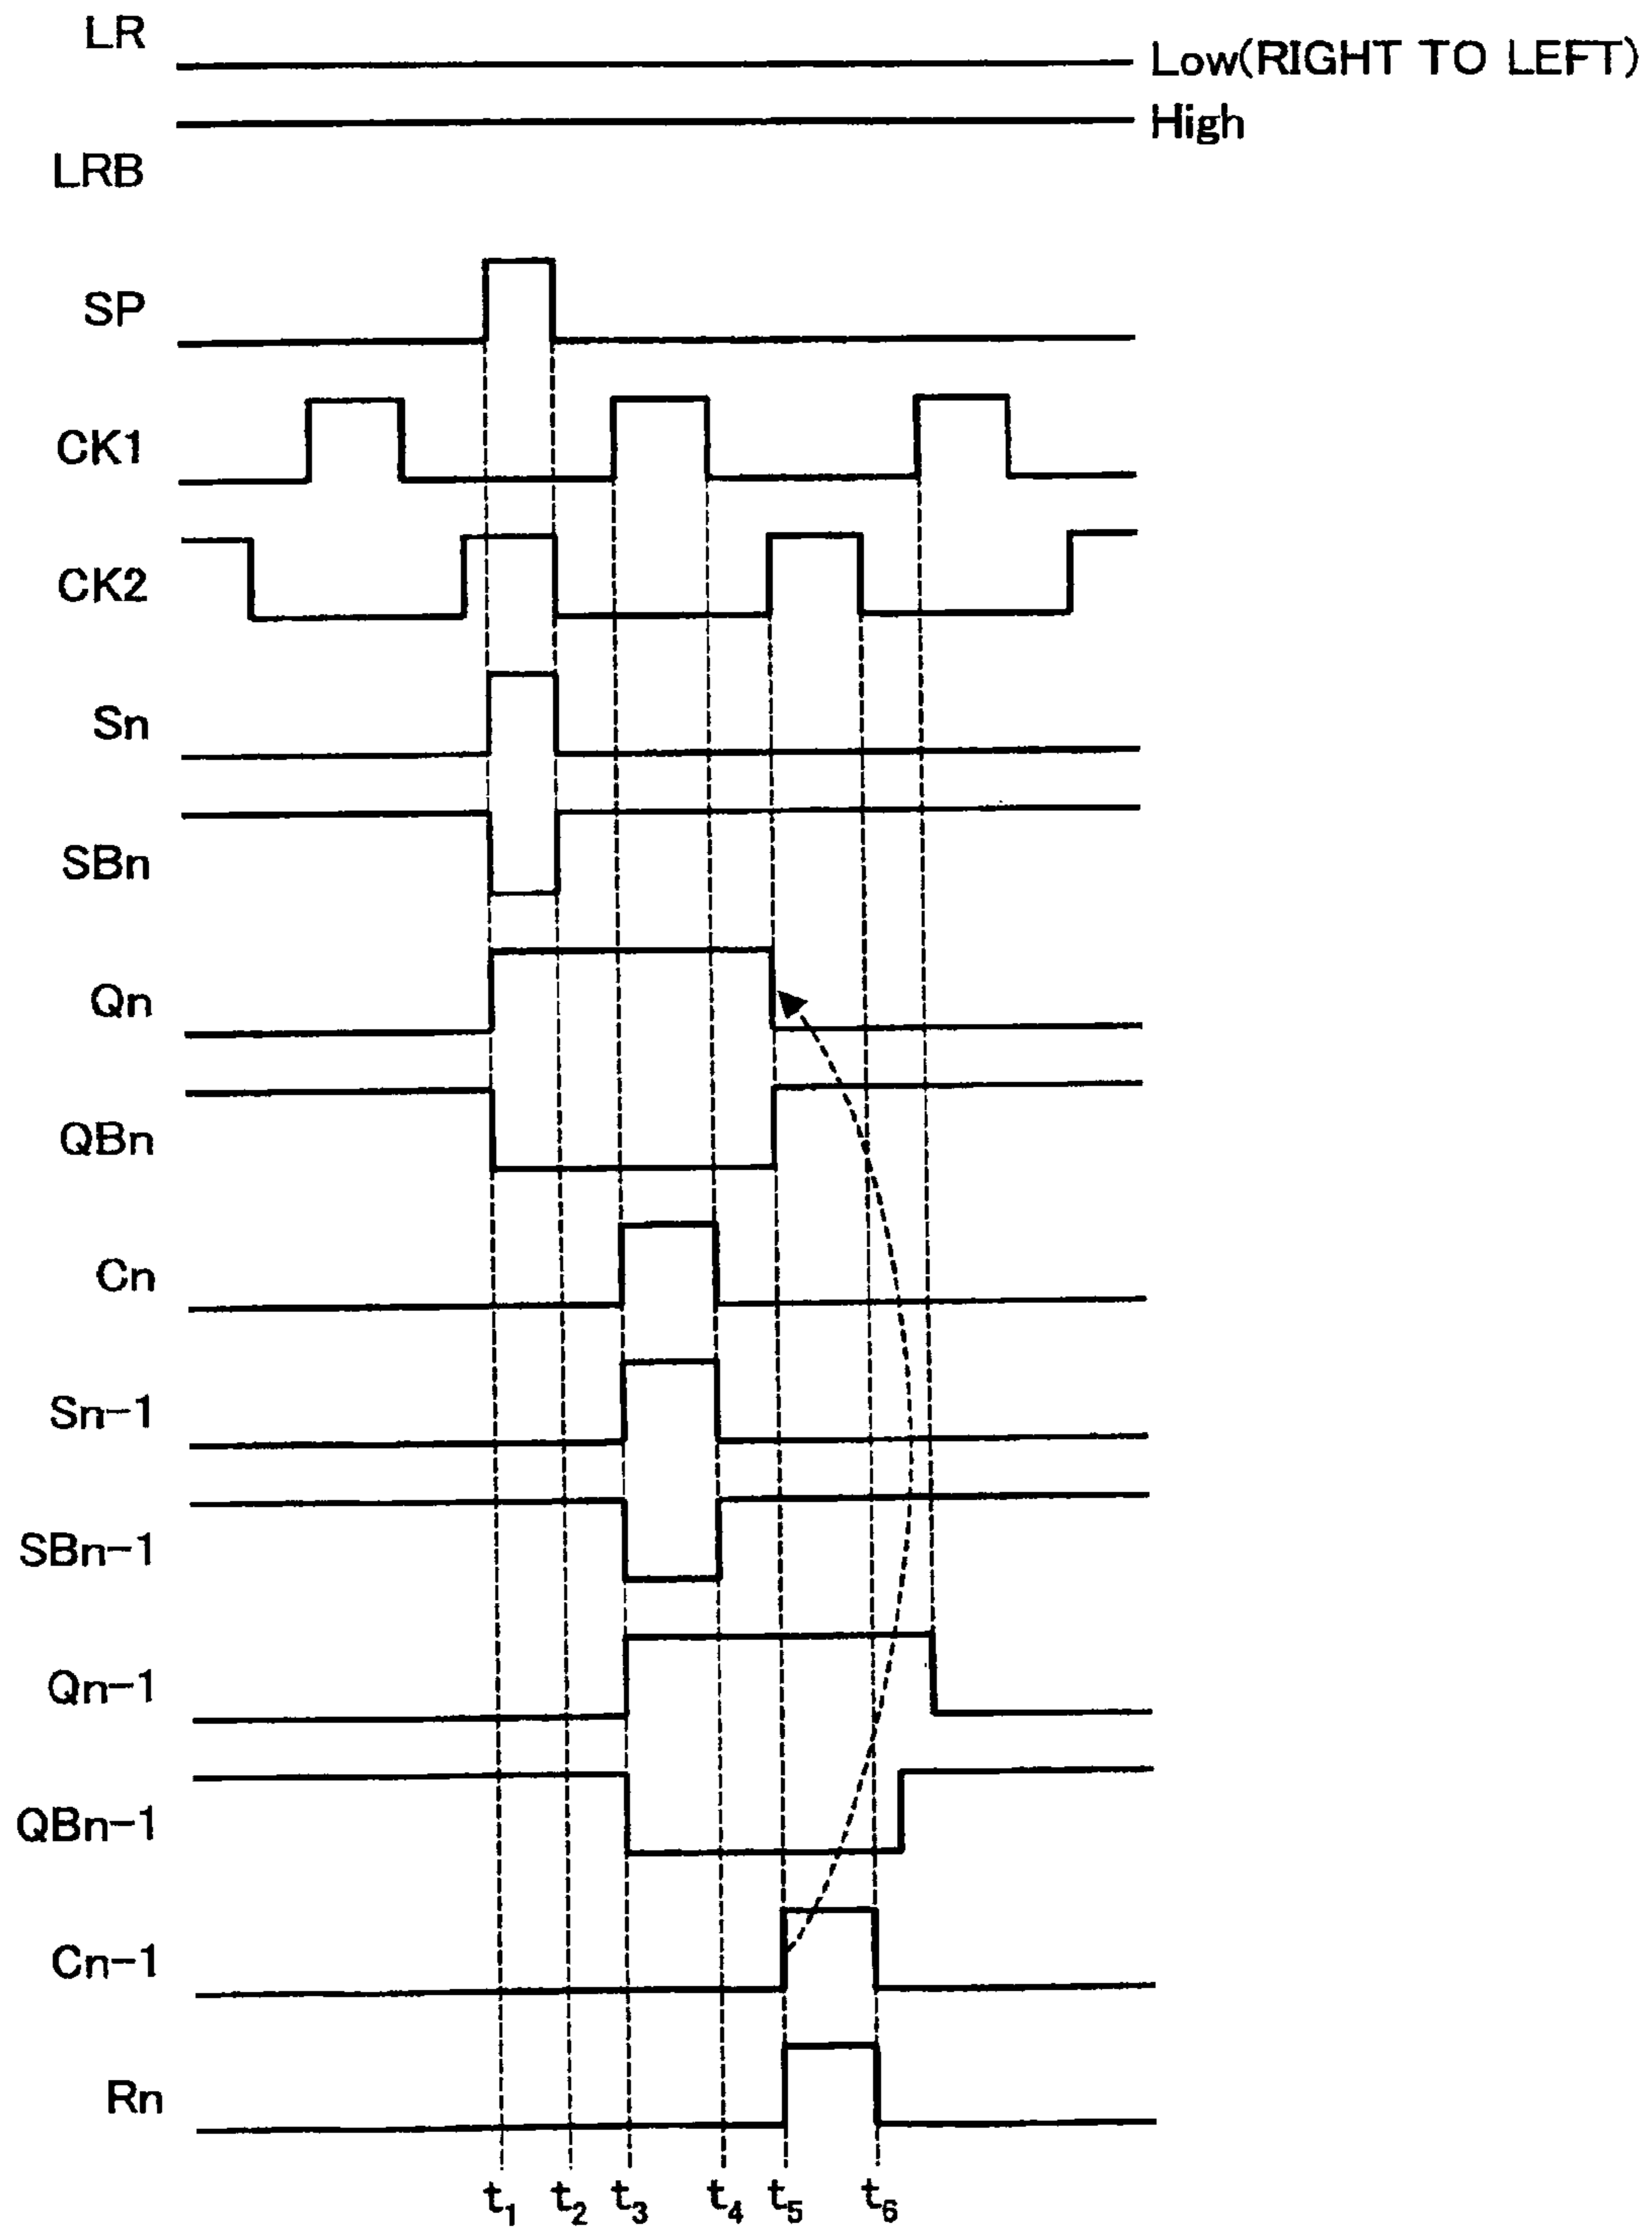 LR
Low(RIGHT TO LEFT)
High
LRB
SP
CK1
CK2
Sn
SBn
Qn
QBn
Cn
Sn-1
SBn-1
Qn-1
QBn-1
Cn-1
Rn
t1 t2 t3 t4 t5 t6